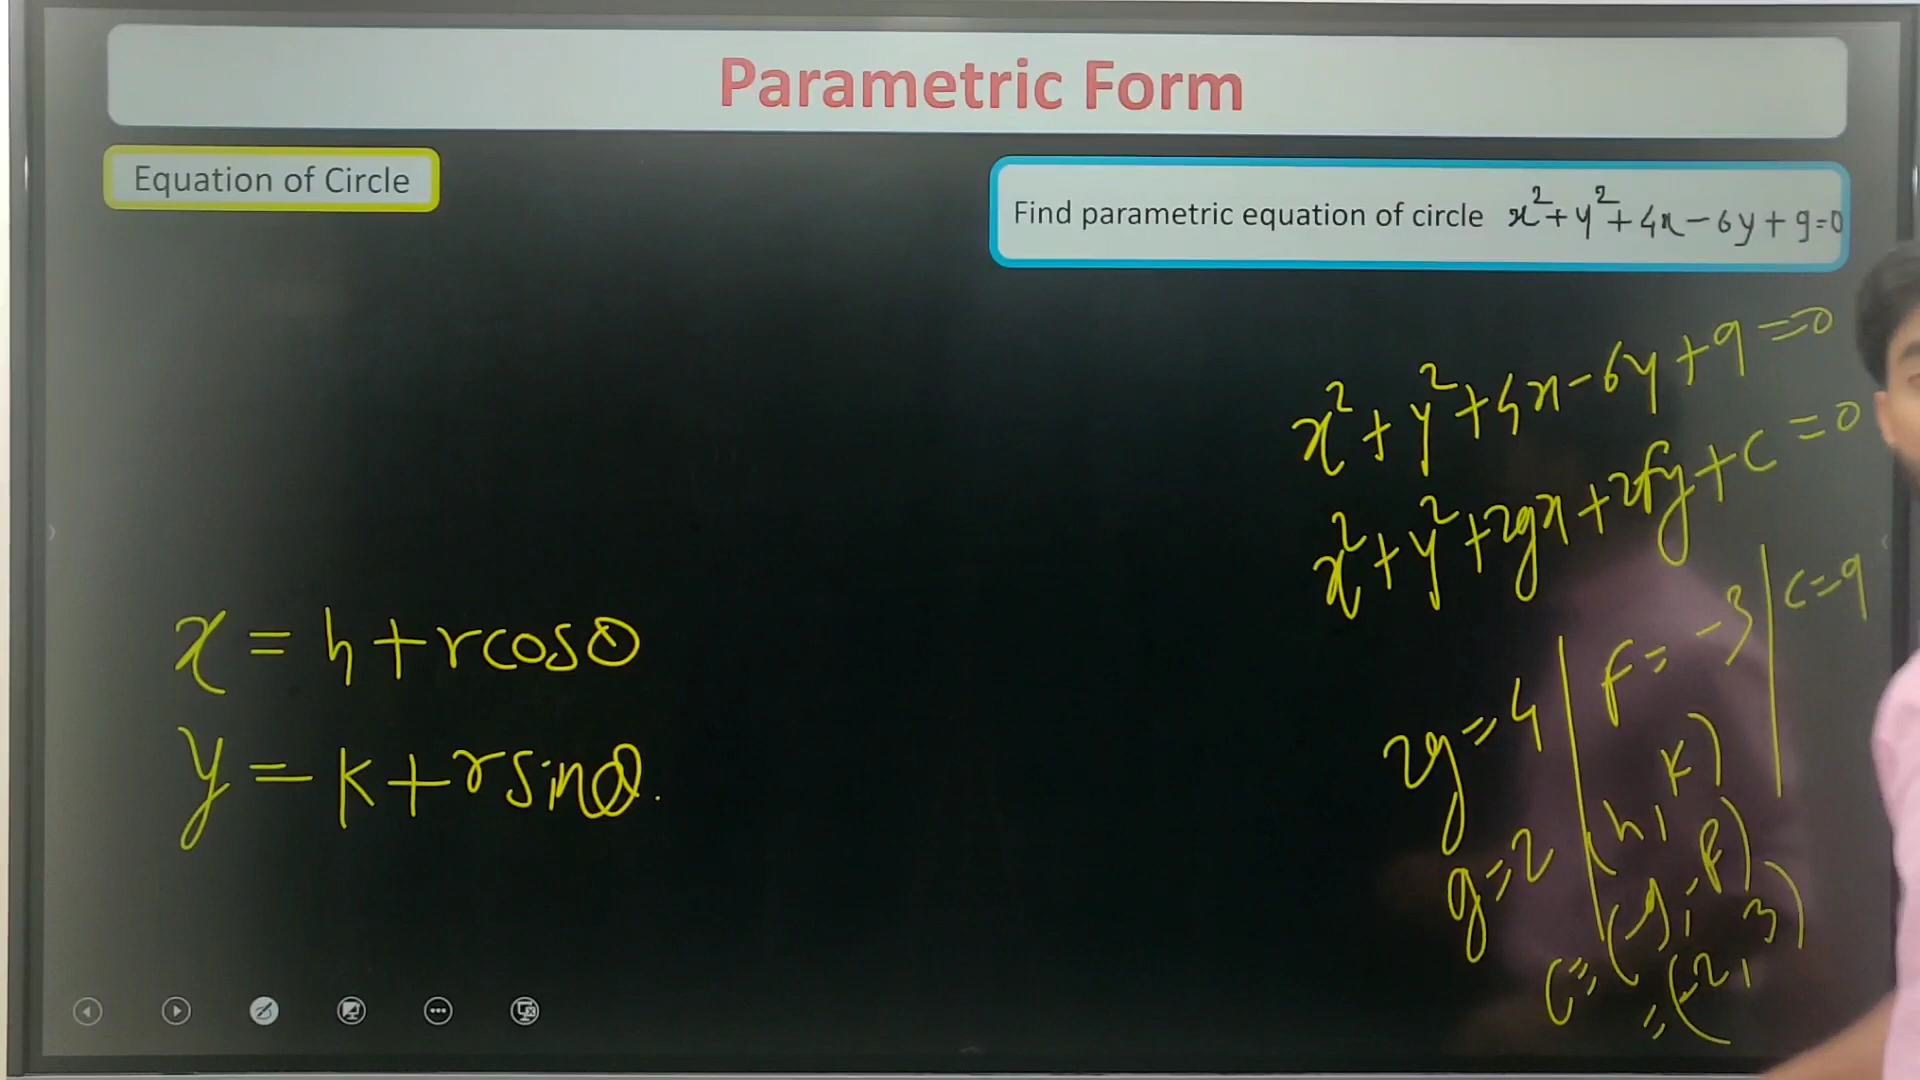 Parametric Form
Equation of Circle
Find parametric equation of circle x²+y²+4x-6y+9=0
x²+y²+4x-6y+9=0
x²+y²+2gx+2fy+c=0
2g=4
g=2
f=-3
c=9
(h, k)
C=(-g, -f)
=(-2, 3)
x=h+rcosθ
y=k+rsinθ.